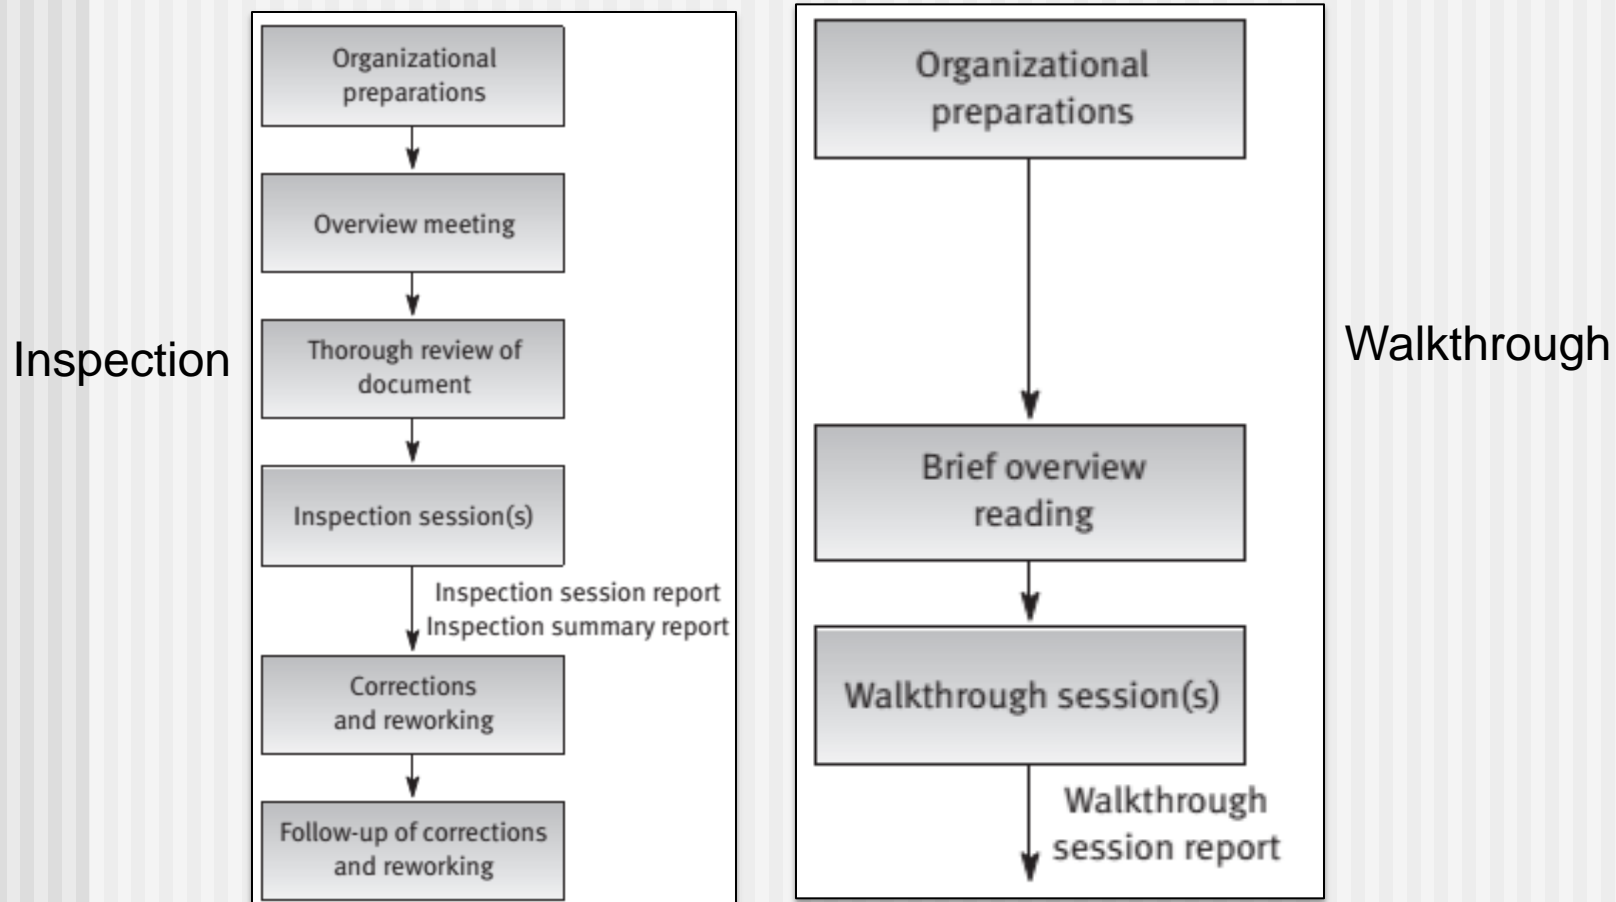 Inspection
Organizational
preparations
Overview meeting
Thorough review of
document
Inspection session(s)
Inspection session report
Inspection summary report
Corrections
and reworking
Follow-up of corrections
and reworking
Organizational
preparations
Brief overview
reading
Walkthrough session(s)
Walkthrough
session report
Walkthrough